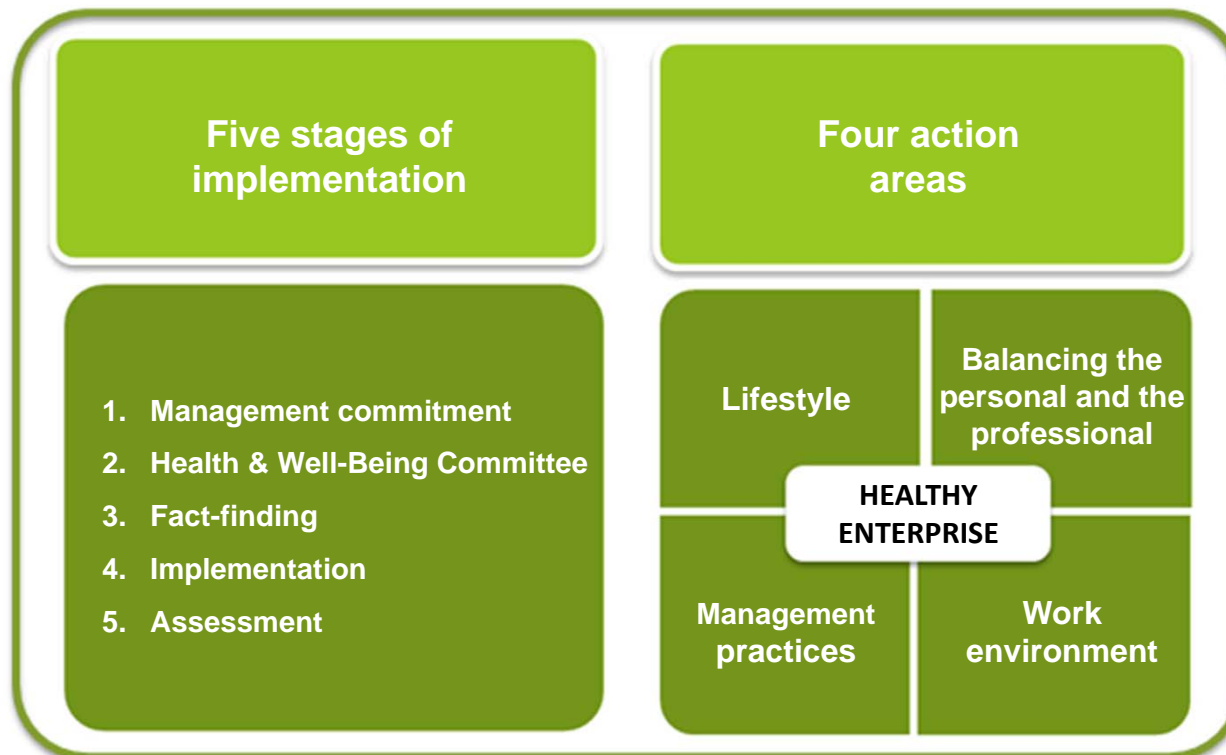 Five stages of
implementation
1. Management commitment
2. Health & Well-Being Committee
3. Fact-finding
4. Implementation
5. Assessment
Four action
areas
Lifestyle
Balancing the
personal and the
professional
HEALTHY
ENTERPRISE
Management
practices
Work
environment